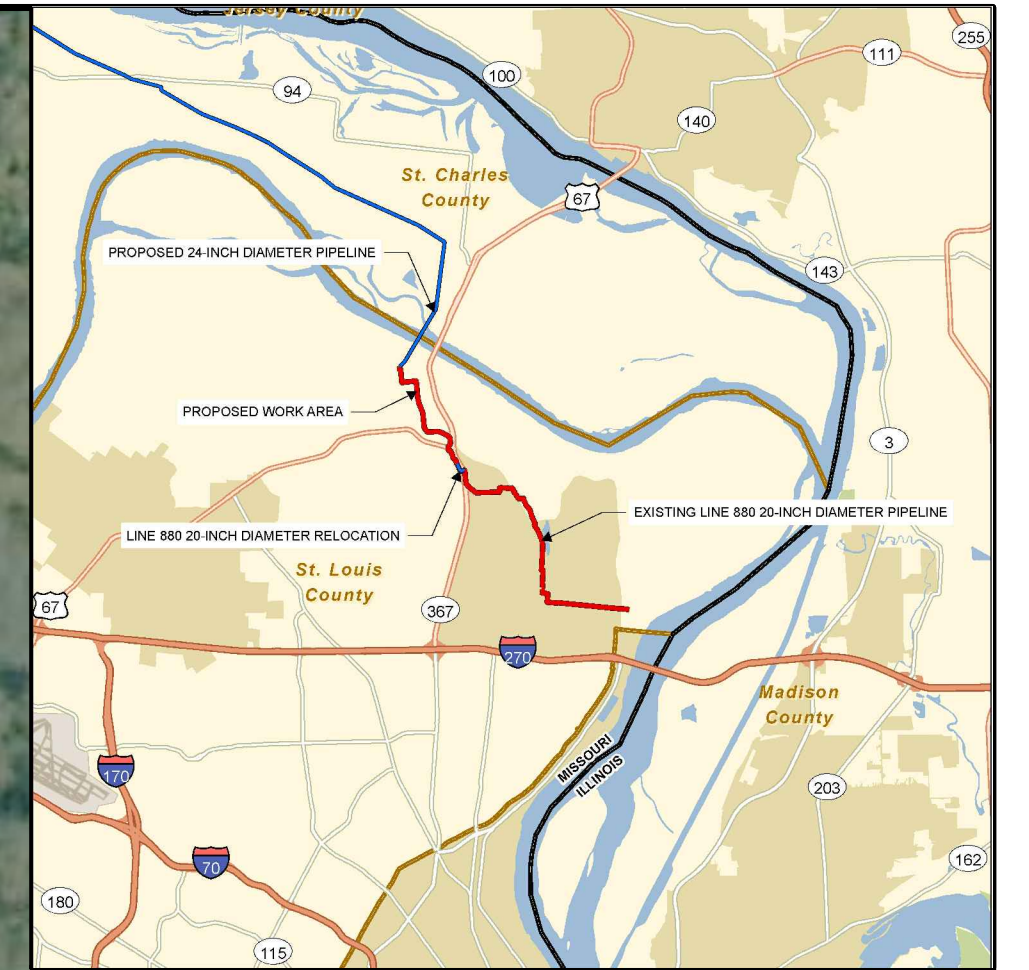 Jersey County
255
111
100
94
140
St. Charles
County
67
PROPOSED 24-INCH DIAMETER PIPELINE
143
PROPOSED WORK AREA
3
EXISTING LINE 880 20-INCH DIAMETER PIPELINE
LINE 880 20-INCH DIAMETER RELOCATION
St. Louis
County
67
367
270
Madison
County
MISSOURI
ILLINOIS
170
203
70
162
180
115